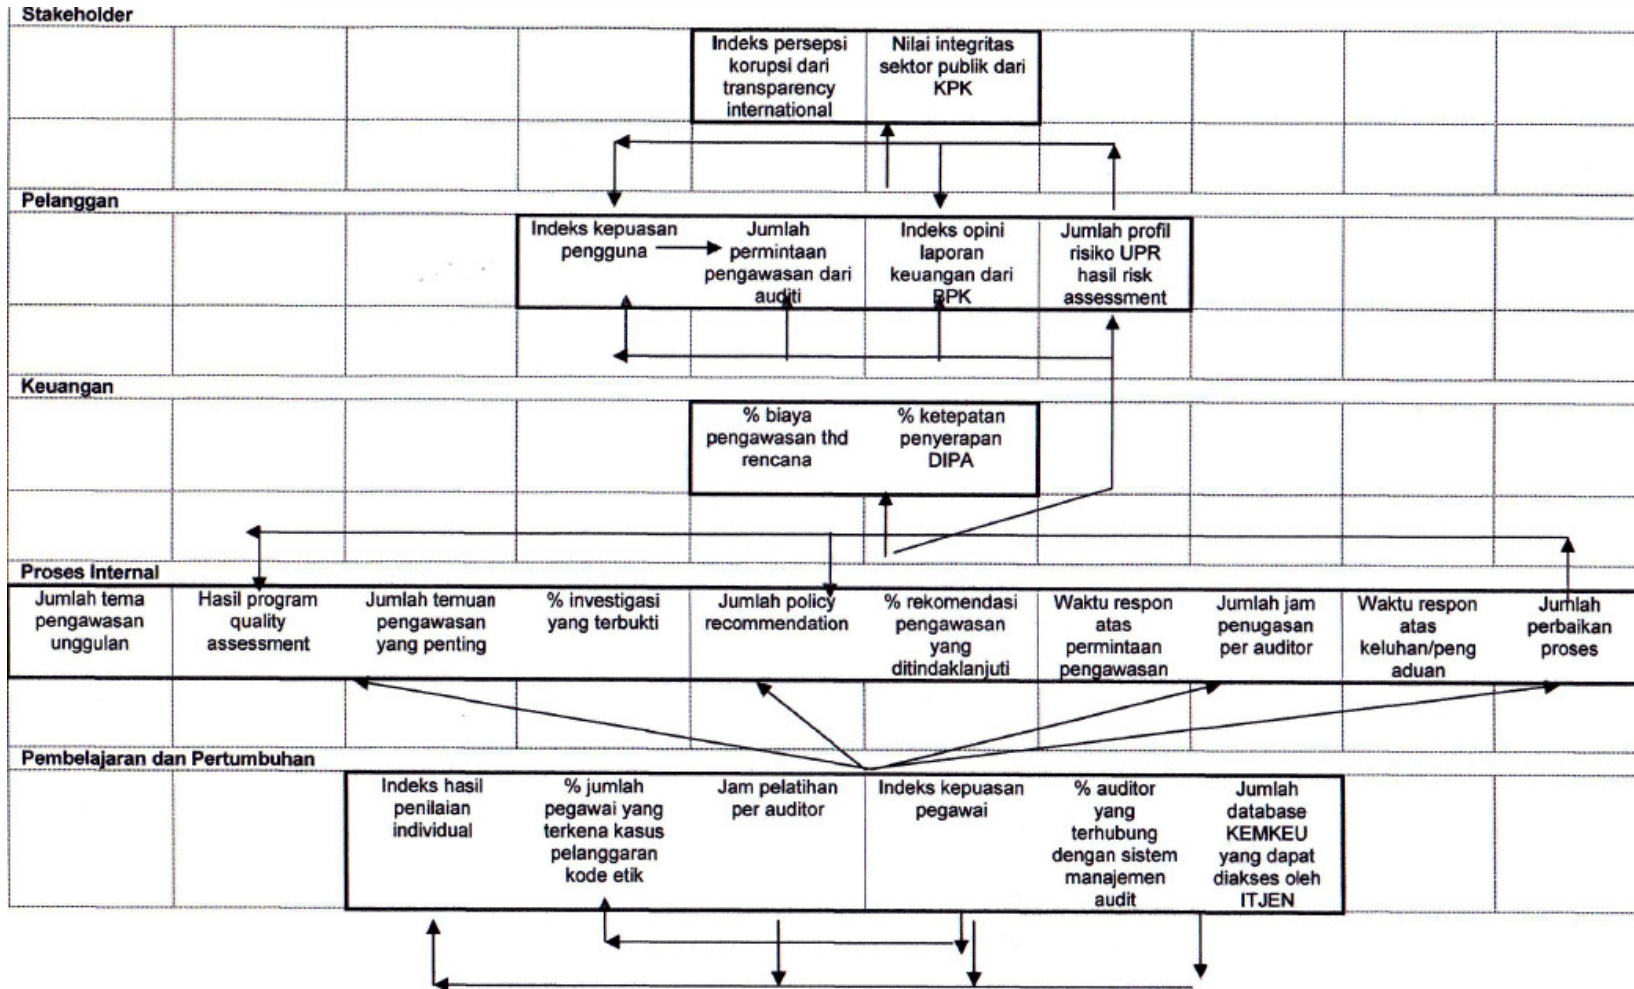 Stakeholder
Indeks persepsi
korupsi dari
transparency
international
Nilai integritas
sektor publik dari
KPK
Pelanggan
Indeks kepuasan
pengguna
Jumlah
permintaan
pengawasan dari
auditi
Indeks opini
laporan
keuangan dari
BPK
Jumlah profil
risiko UPR
hasil risk
assessment
Keuangan
% biaya
pengawasan thd
rencana
% ketepatan
penyerapan
DIPA
Proses Internal
Jumlah tema
pengawasan
unggulan
Hasil program
quality
assessment
Jumlah temuan
pengawasan
yang penting
% investigasi
yang terbukti
Jumlah policy
recommendation
% rekomendasi
pengawasan
yang
ditindaklanjuti
Waktu respon
atas
permintaan
pengawasan
Jumlah jam
penugasan
per auditor
Waktu respon
atas
keluhan/peng
aduan
Jumlah
perbaikan
proses
Pembelajaran dan Pertumbuhan
Indeks hasil
penilaian
individual
% jumlah
pegawai yang
terkena kasus
pelanggaran
kode etik
Jam pelatihan
per auditor
Indeks kepuasan
pegawai
% auditor
yang
terhubung
dengan sistem
manajemen
audit
Jumlah
database
KEMKEU
yang dapat
diakses oleh
ITJEN